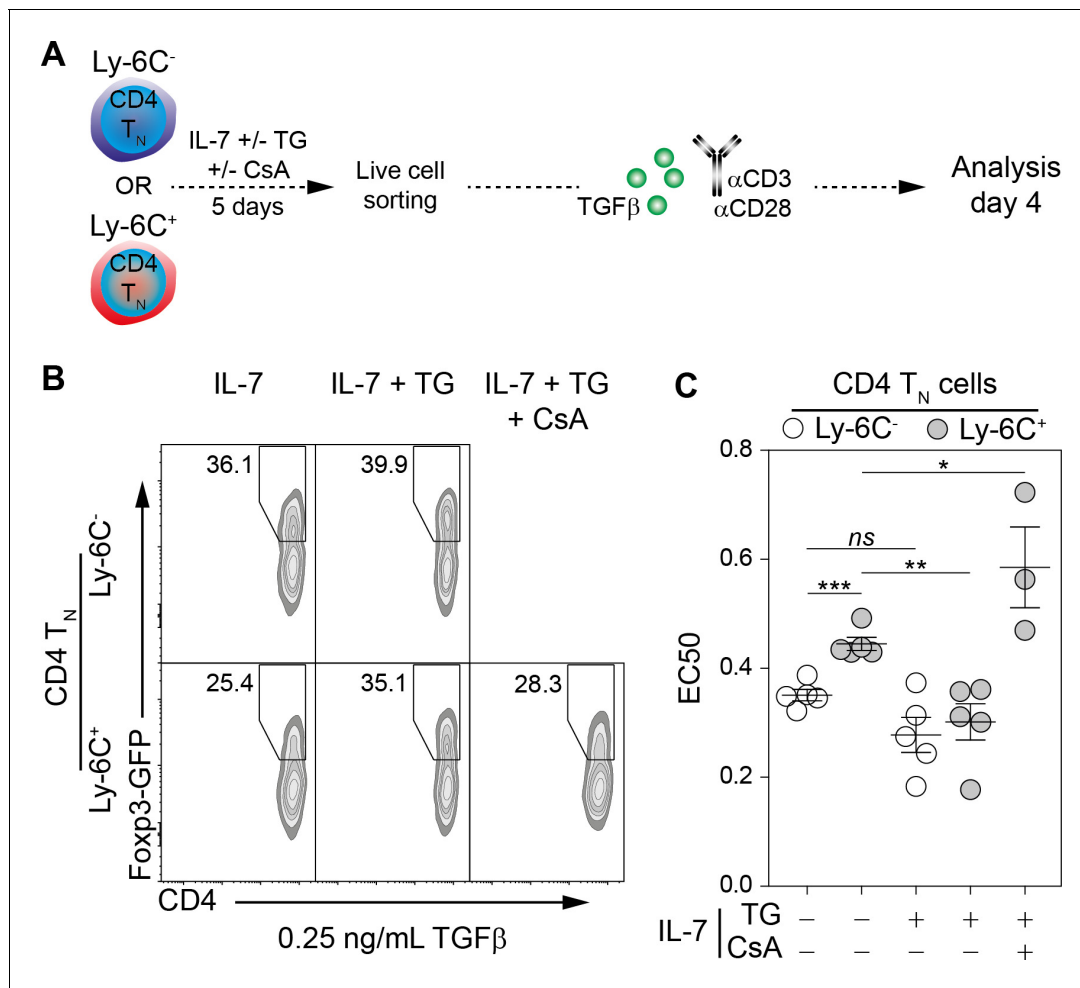 A
Ly-6C-
CD4
TN
OR
Ly-6C+
CD4
TN
IL-7 +/- TG
+/- CsA
5 days
Live cell
sorting
TGFβ
αCD3
αCD28
Analysis
day 4
B
IL-7
IL-7 + TG
IL-7 + TG
+ CsA
CD4 TN
Ly-6C-
Ly-6C+
Foxp3-GFP
36.1
39.9
25.4
35.1
28.3
CD4
0.25 ng/mL TGFβ
C
CD4 TN cells
Ly-6C- Ly-6C+
EC50
0.8
0.6
0.4
0.2
0.0
*
ns
**
***
IL-7
TG – – + + +
CsA – – – – +